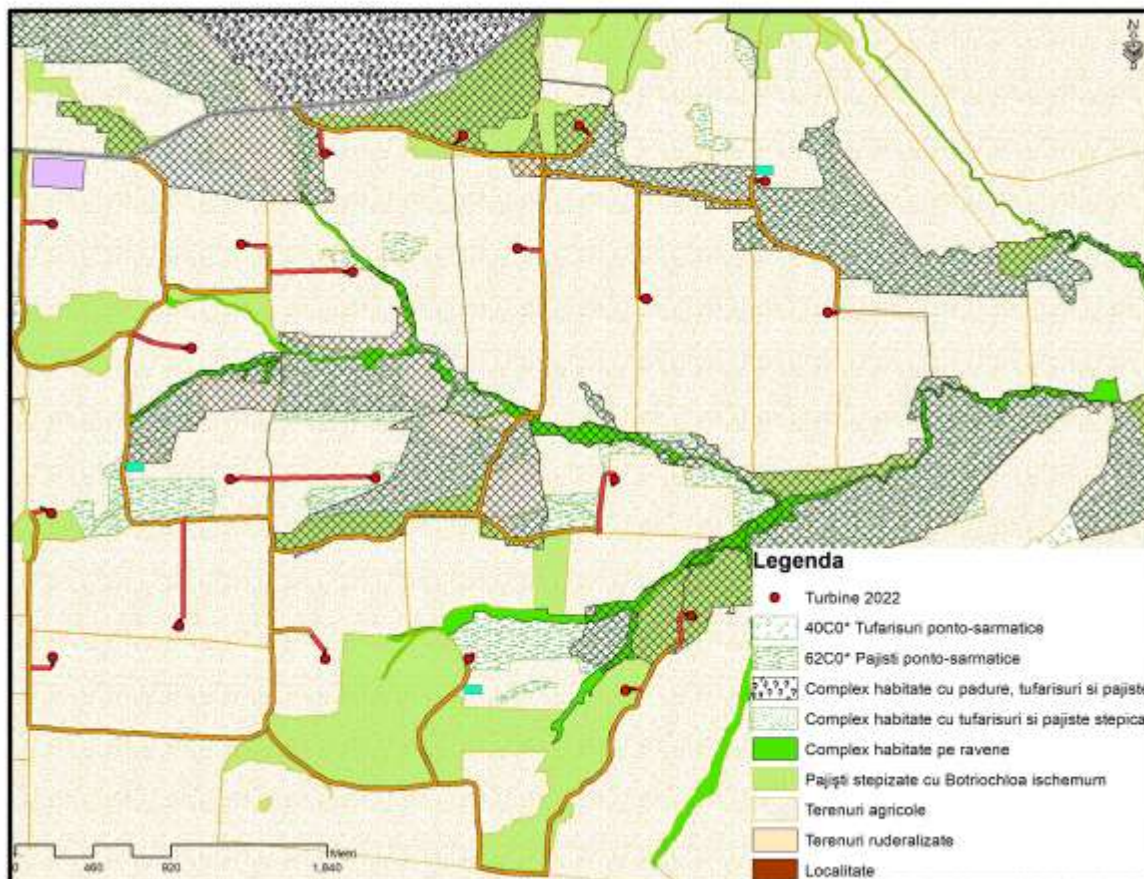 N
Legenda
Turbine 2022
40C0* Tufarisuri ponto-sarmatice
62C0* Pajisti ponto-sarmatice
Complex habitate cu padure, tufarisuri si pajiste
Complex habitate cu tufarisuri si pajiste stepica
Complex habitate pe ravene
Pajiști stepizate cu Botriochloa ischemum
Terenuri agricole
Terenuri ruderalizate
Localitate
Metri
0 460 920 1,840